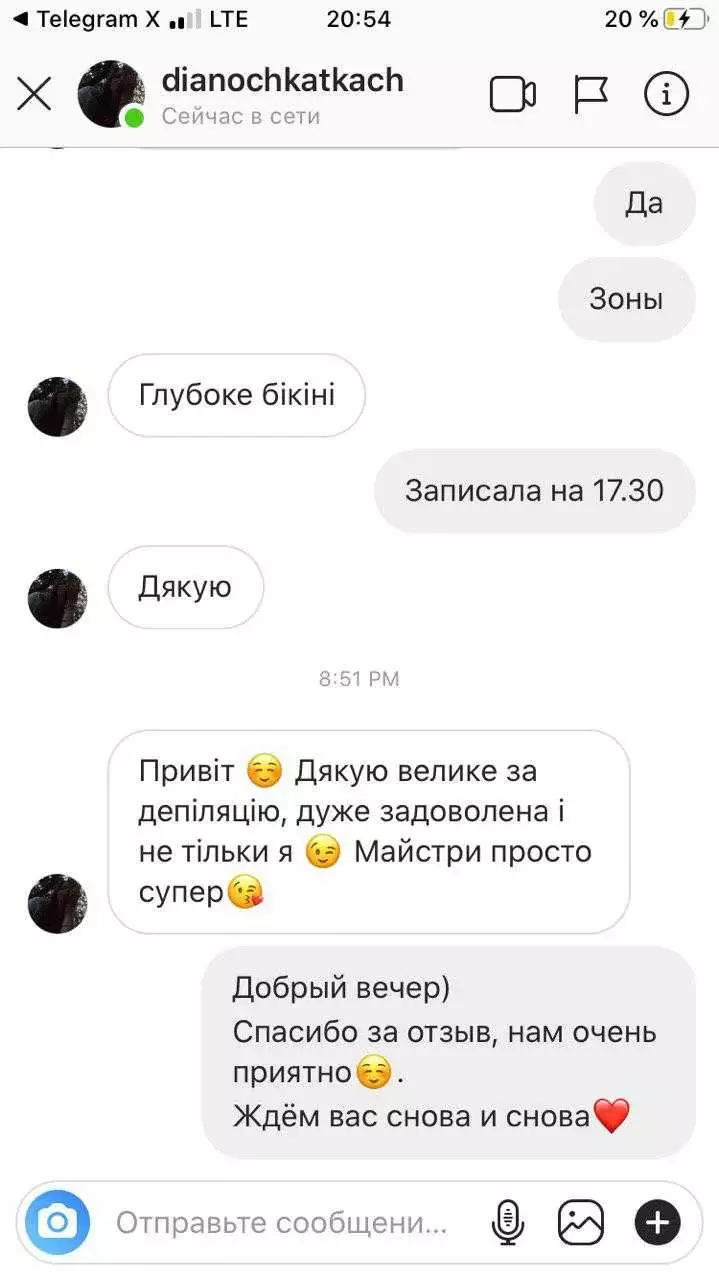 Telegram X LTE 20:54 20 %
dianochkatkach
Сейчас в сети
Да
Зоны
Глубоке бікіні
Записала на 17.30
Дякую
8:51 PM
Привіт ☺️ Дякую велике за
депіляцію, дуже задоволена і
не тільки я 😉 Майстри просто
супер😘
Добрый вечер)
Спасибо за отзыв, нам очень
приятно☺️.
Ждём вас снова и снова❤️
Отправьте сообщени...